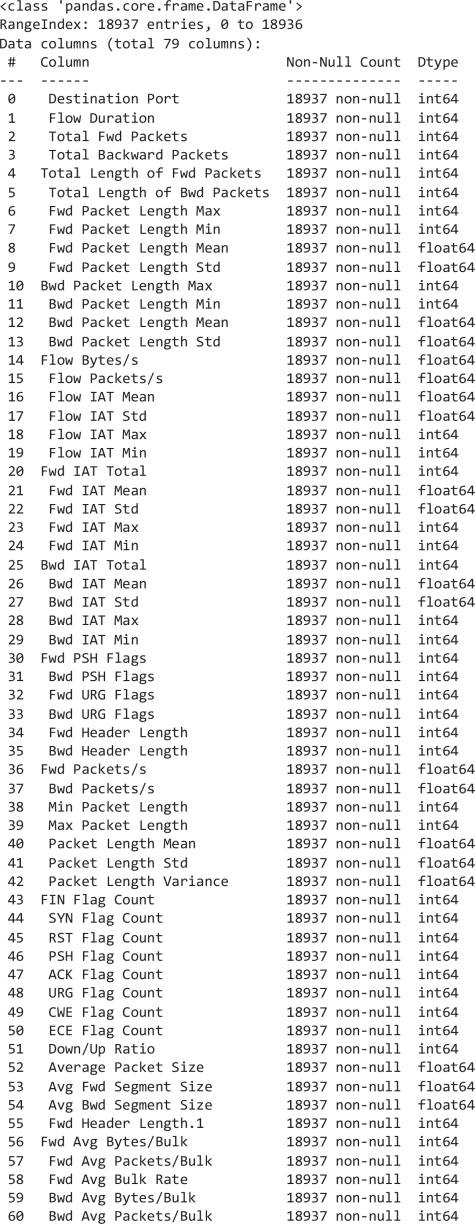 <class 'pandas.core.frame.DataFrame'>
RangeIndex: 18937 entries, 0 to 18936
Data columns (total 79 columns):
 #   Column                       Non-Null Count  Dtype
---  ------                       --------------  -----
 0    Destination Port            18937 non-null  int64
 1    Flow Duration               18937 non-null  int64
 2    Total Fwd Packets           18937 non-null  int64
 3    Total Backward Packets      18937 non-null  int64
 4   Total Length of Fwd Packets  18937 non-null  int64
 5    Total Length of Bwd Packets 18937 non-null  int64
 6    Fwd Packet Length Max       18937 non-null  int64
 7    Fwd Packet Length Min       18937 non-null  int64
 8    Fwd Packet Length Mean      18937 non-null  float64
 9    Fwd Packet Length Std       18937 non-null  float64
 10  Bwd Packet Length Max        18937 non-null  int64
 11   Bwd Packet Length Min       18937 non-null  int64
 12   Bwd Packet Length Mean      18937 non-null  float64
 13   Bwd Packet Length Std       18937 non-null  float64
 14  Flow Bytes/s                 18937 non-null  float64
 15   Flow Packets/s              18937 non-null  float64
 16   Flow IAT Mean               18937 non-null  float64
 17   Flow IAT Std                18937 non-null  float64
 18   Flow IAT Max                18937 non-null  int64
 19   Flow IAT Min                18937 non-null  int64
 20  Fwd IAT Total                18937 non-null  int64
 21   Fwd IAT Mean                18937 non-null  float64
 22   Fwd IAT Std                 18937 non-null  float64
 23   Fwd IAT Max                 18937 non-null  int64
 24   Fwd IAT Min                 18937 non-null  int64
 25  Bwd IAT Total                18937 non-null  int64
 26   Bwd IAT Mean                18937 non-null  float64
 27   Bwd IAT Std                 18937 non-null  float64
 28   Bwd IAT Max                 18937 non-null  int64
 29   Bwd IAT Min                 18937 non-null  int64
 30  Fwd PSH Flags                18937 non-null  int64
 31   Bwd PSH Flags               18937 non-null  int64
 32   Fwd URG Flags               18937 non-null  int64
 33   Bwd URG Flags               18937 non-null  int64
 34   Fwd Header Length           18937 non-null  int64
 35   Bwd Header Length           18937 non-null  int64
 36  Fwd Packets/s                18937 non-null  float64
 37   Bwd Packets/s               18937 non-null  float64
 38   Min Packet Length           18937 non-null  int64
 39   Max Packet Length           18937 non-null  int64
 40   Packet Length Mean          18937 non-null  float64
 41   Packet Length Std           18937 non-null  float64
 42   Packet Length Variance      18937 non-null  float64
 43  FIN Flag Count               18937 non-null  int64
 44   SYN Flag Count              18937 non-null  int64
 45   RST Flag Count              18937 non-null  int64
 46   PSH Flag Count              18937 non-null  int64
 47   ACK Flag Count              18937 non-null  int64
 48   URG Flag Count              18937 non-null  int64
 49   CWE Flag Count              18937 non-null  int64
 50   ECE Flag Count              18937 non-null  int64
 51   Down/Up Ratio               18937 non-null  int64
 52   Average Packet Size         18937 non-null  float64
 53   Avg Fwd Segment Size        18937 non-null  float64
 54   Avg Bwd Segment Size        18937 non-null  float64
 55   Fwd Header Length.1         18937 non-null  int64
 56  Fwd Avg Bytes/Bulk           18937 non-null  int64
 57   Fwd Avg Packets/Bulk        18937 non-null  int64
 58   Fwd Avg Bulk Rate           18937 non-null  int64
 59   Bwd Avg Bytes/Bulk          18937 non-null  int64
 60   Bwd Avg Packets/Bulk        18937 non-null  int64